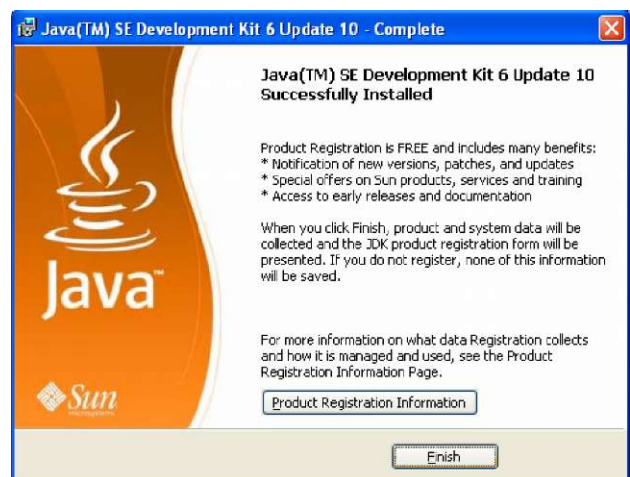 Java(TM) SE Development Kit 6 Update 10 - Complete
Java(TM) SE Development Kit 6 Update 10
Successfully Installed
Product Registration is FREE and includes many benefits:
* Notification of new versions, patches, and updates
* Special offers on Sun products, services and training
* Access to early releases and documentation
When you click Finish, product and system data will be
collected and the JDK product registration form will be
presented. If you do not register, none of this information
will be saved.
Java™
For more information on what data Registration collects
and how it is managed and used, see the Product
Registration Information Page.
Sun
microsystems
Product Registration Information
Finish